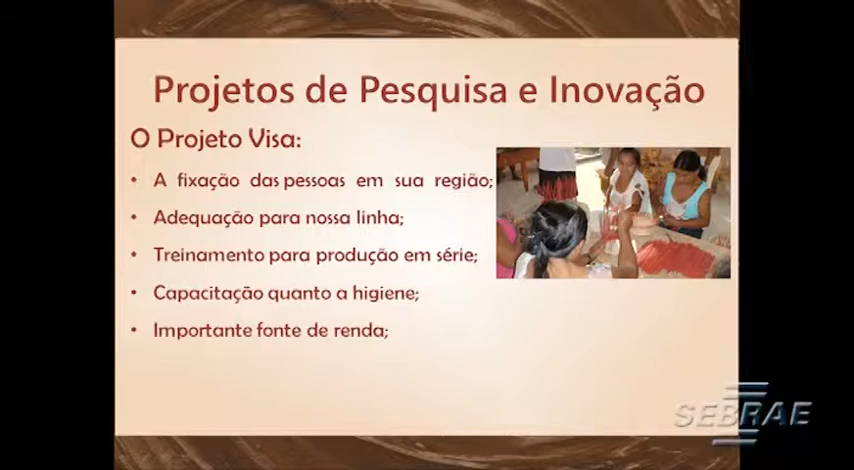 Projetos de Pesquisa e Inovação
O Projeto Visa:
• A fixação das pessoas em sua região;
• Adequação para nossa linha;
• Treinamento para produção em série;
• Capacitação quanto a higiene;
• Importante fonte de renda;
SEBRAE